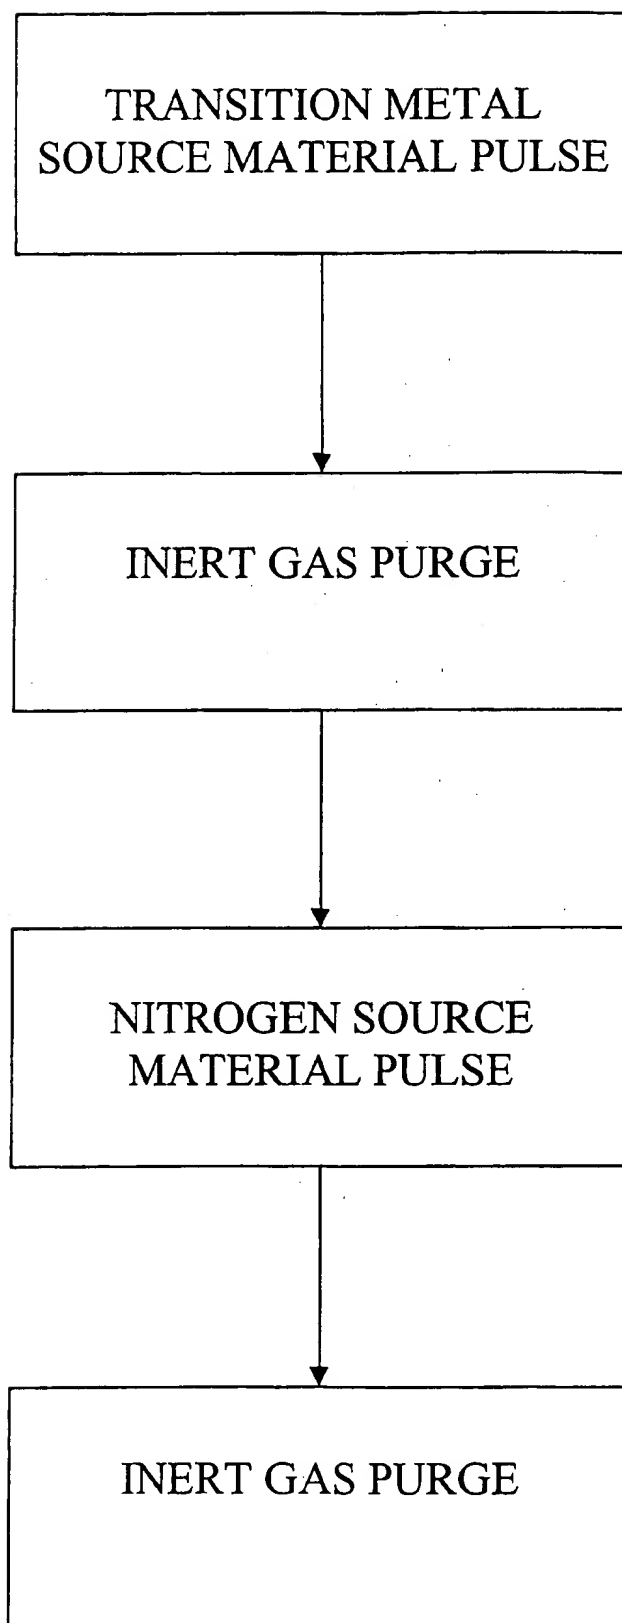 TRANSITION METAL
SOURCE MATERIAL PULSE
INERT GAS PURGE
NITROGEN SOURCE
MATERIAL PULSE
INERT GAS PURGE